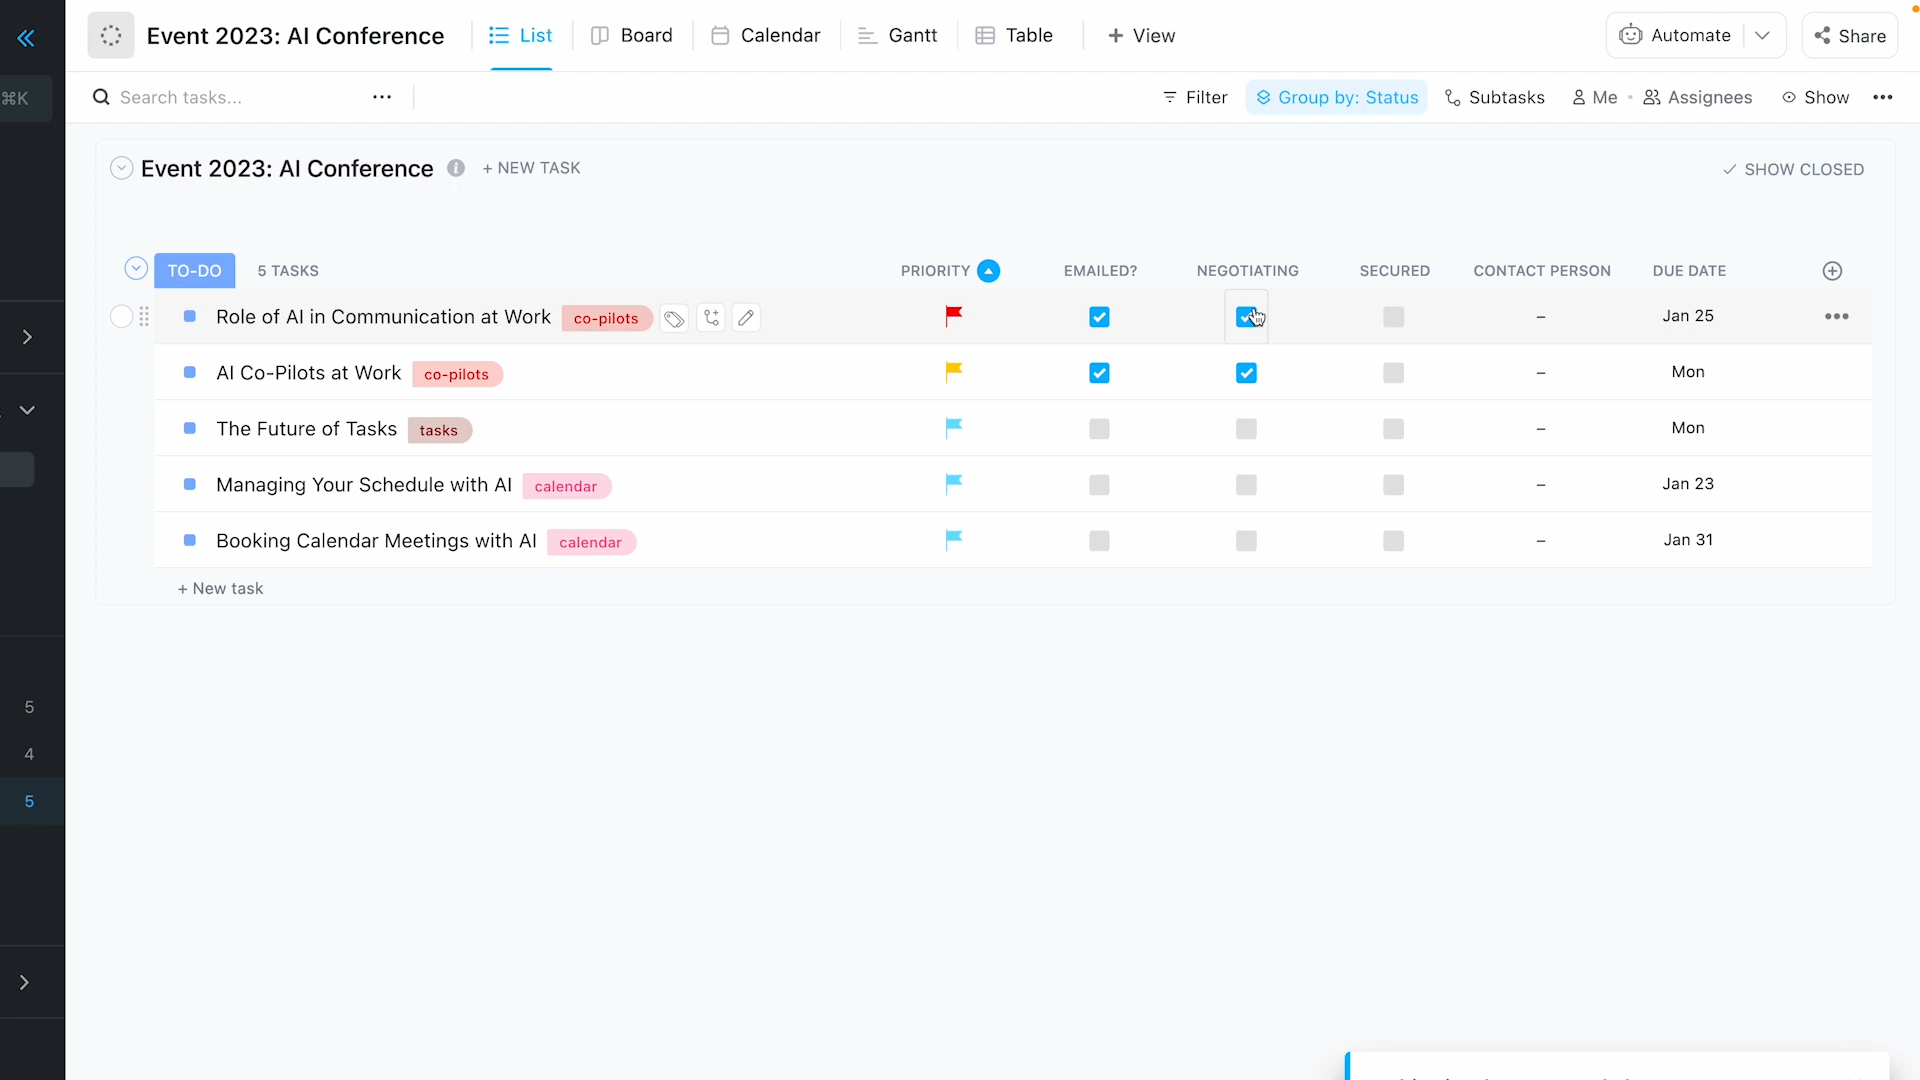 Event 2023: AI Conference
List
Board
Calendar
Gantt
Table
+ View
Automate
Share
⌘K
Search tasks...
Filter
Group by: Status
Subtasks
Me
Assignees
Show
Event 2023: AI Conference
+ NEW TASK
SHOW CLOSED
TO-DO 5 TASKS PRIORITY EMAILED? NEGOTIATING SECURED CONTACT PERSON DUE DATE
Role of AI in Communication at Work co-pilots – Jan 25
AI Co-Pilots at Work co-pilots – Mon
The Future of Tasks tasks – Mon
Managing Your Schedule with AI calendar – Jan 23
Booking Calendar Meetings with AI calendar – Jan 31
+ New task
5
4
5